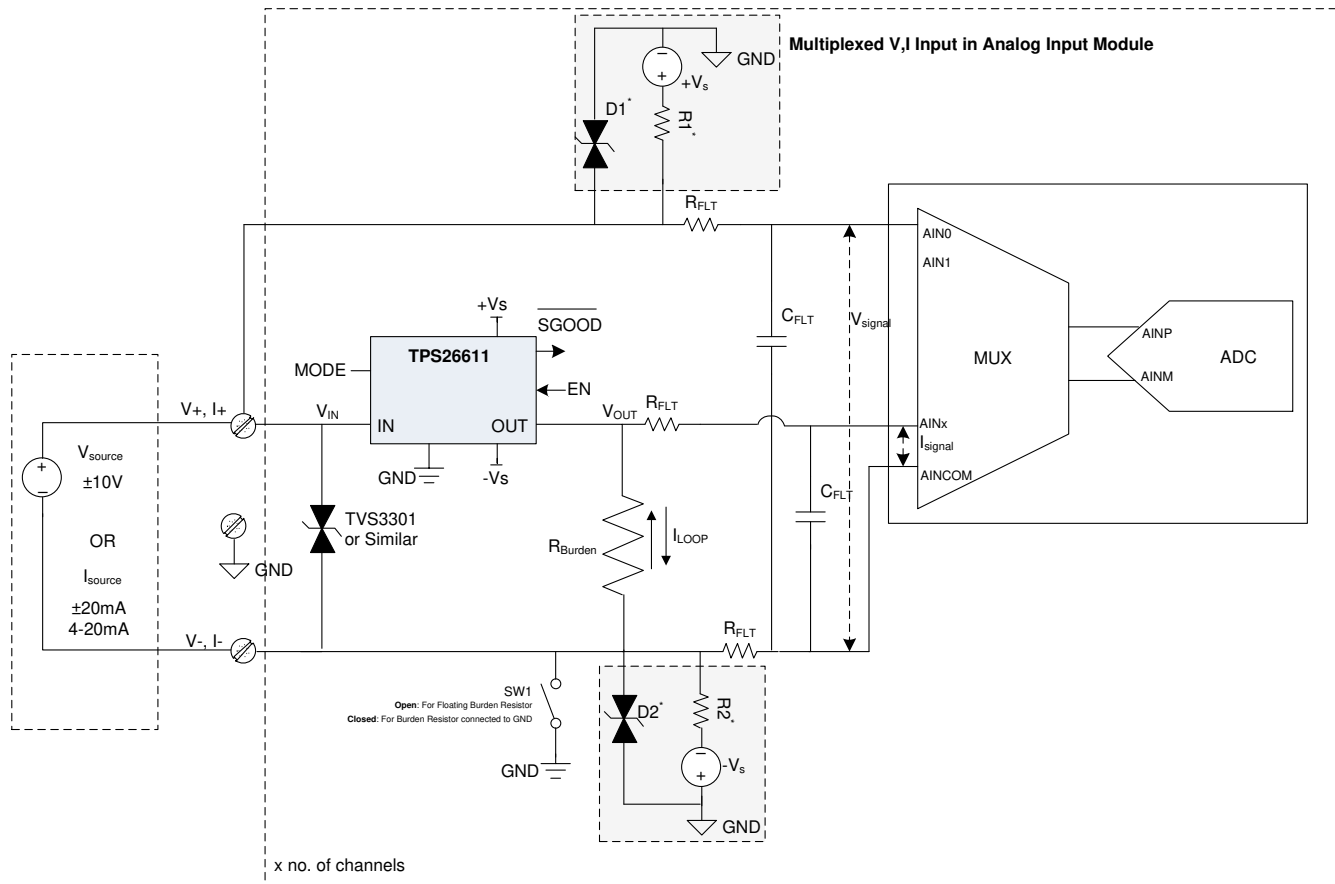 Multiplexed V,I Input in Analog Input Module
GND
−
+
+Vs
D1*
R1*
RFLT
AIN0
AIN1
CFLT
Vsignal
MUX
AINP
AINM
ADC
+Vs
SGOOD
TPS26611
MODE
EN
V+, I+
VIN
IN
OUT
VOUT
RFLT
AINx
Isignal
AINCOM
GND
-Vs
CFLT
+
−
Vsource
±10V
OR
Isource
±20mA
4-20mA
GND
TVS3301
or Similar
RBurden
ILOOP
V-, I-
RFLT
SW1
Open: For Floating Burden Resistor
Closed: For Burden Resistor connected to GND
GND
D2*
R2*
−
+
-Vs
GND
x no. of channels